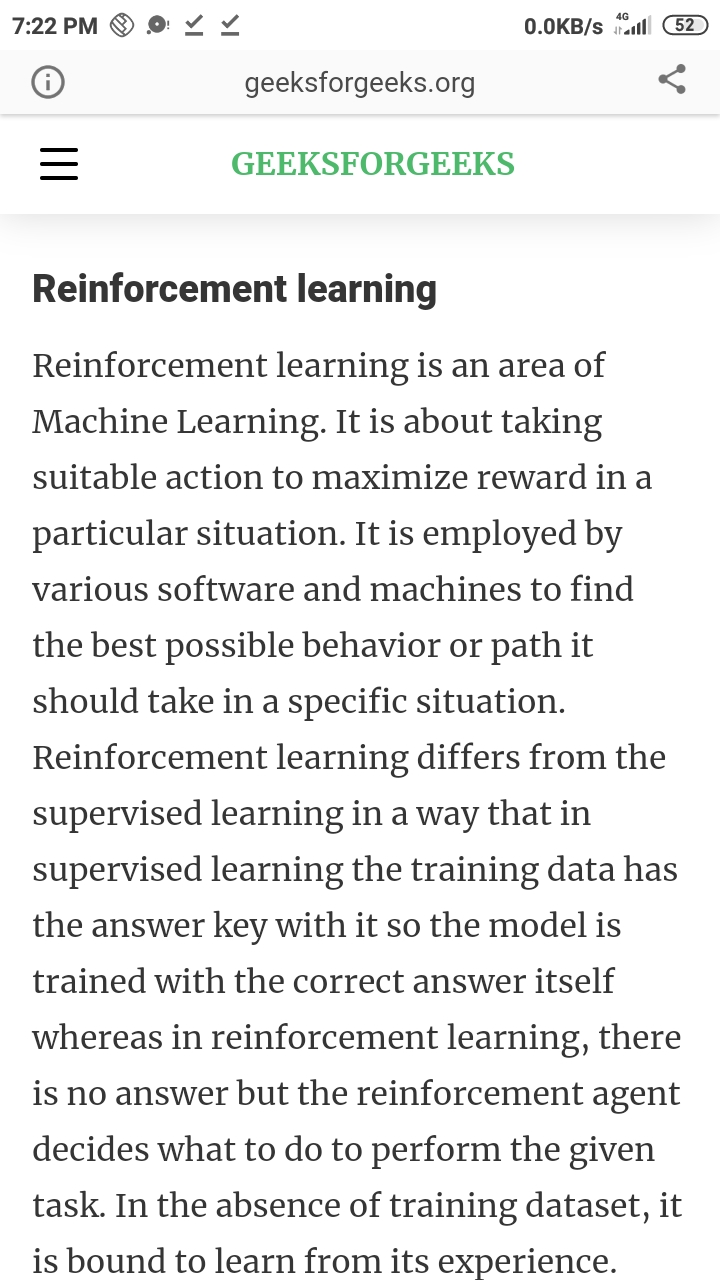 7:22 PM
0.0KB/s 4G 52
geeksforgeeks.org
GEEKSFORGEEKS
Reinforcement learning
Reinforcement learning is an area of
Machine Learning. It is about taking
suitable action to maximize reward in a
particular situation. It is employed by
various software and machines to find
the best possible behavior or path it
should take in a specific situation.
Reinforcement learning differs from the
supervised learning in a way that in
supervised learning the training data has
the answer key with it so the model is
trained with the correct answer itself
whereas in reinforcement learning, there
is no answer but the reinforcement agent
decides what to do to perform the given
task. In the absence of training dataset, it
is bound to learn from its experience.